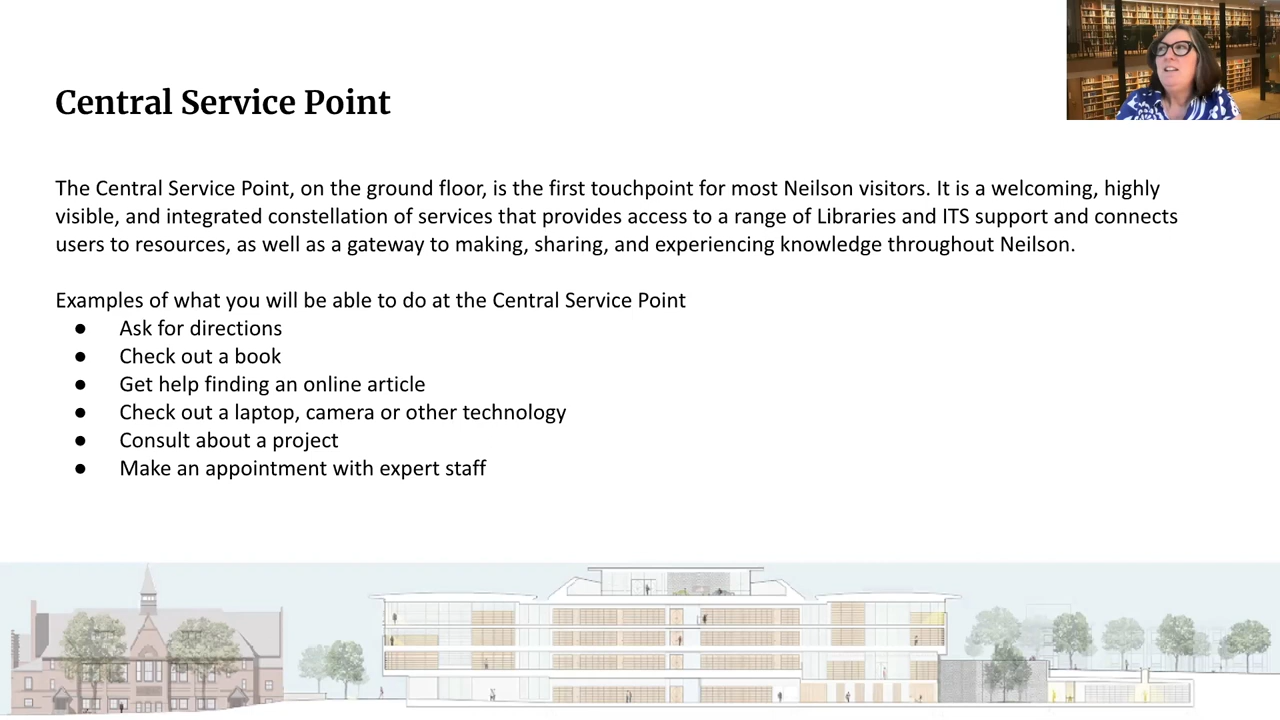 Central Service Point
The Central Service Point, on the ground floor, is the first touchpoint for most Neilson visitors. It is a welcoming, highly
visible, and integrated constellation of services that provides access to a range of Libraries and ITS support and connects
users to resources, as well as a gateway to making, sharing, and experiencing knowledge throughout Neilson.
Examples of what you will be able to do at the Central Service Point
● Ask for directions
● Check out a book
● Get help finding an online article
● Check out a laptop, camera or other technology
● Consult about a project
● Make an appointment with expert staff